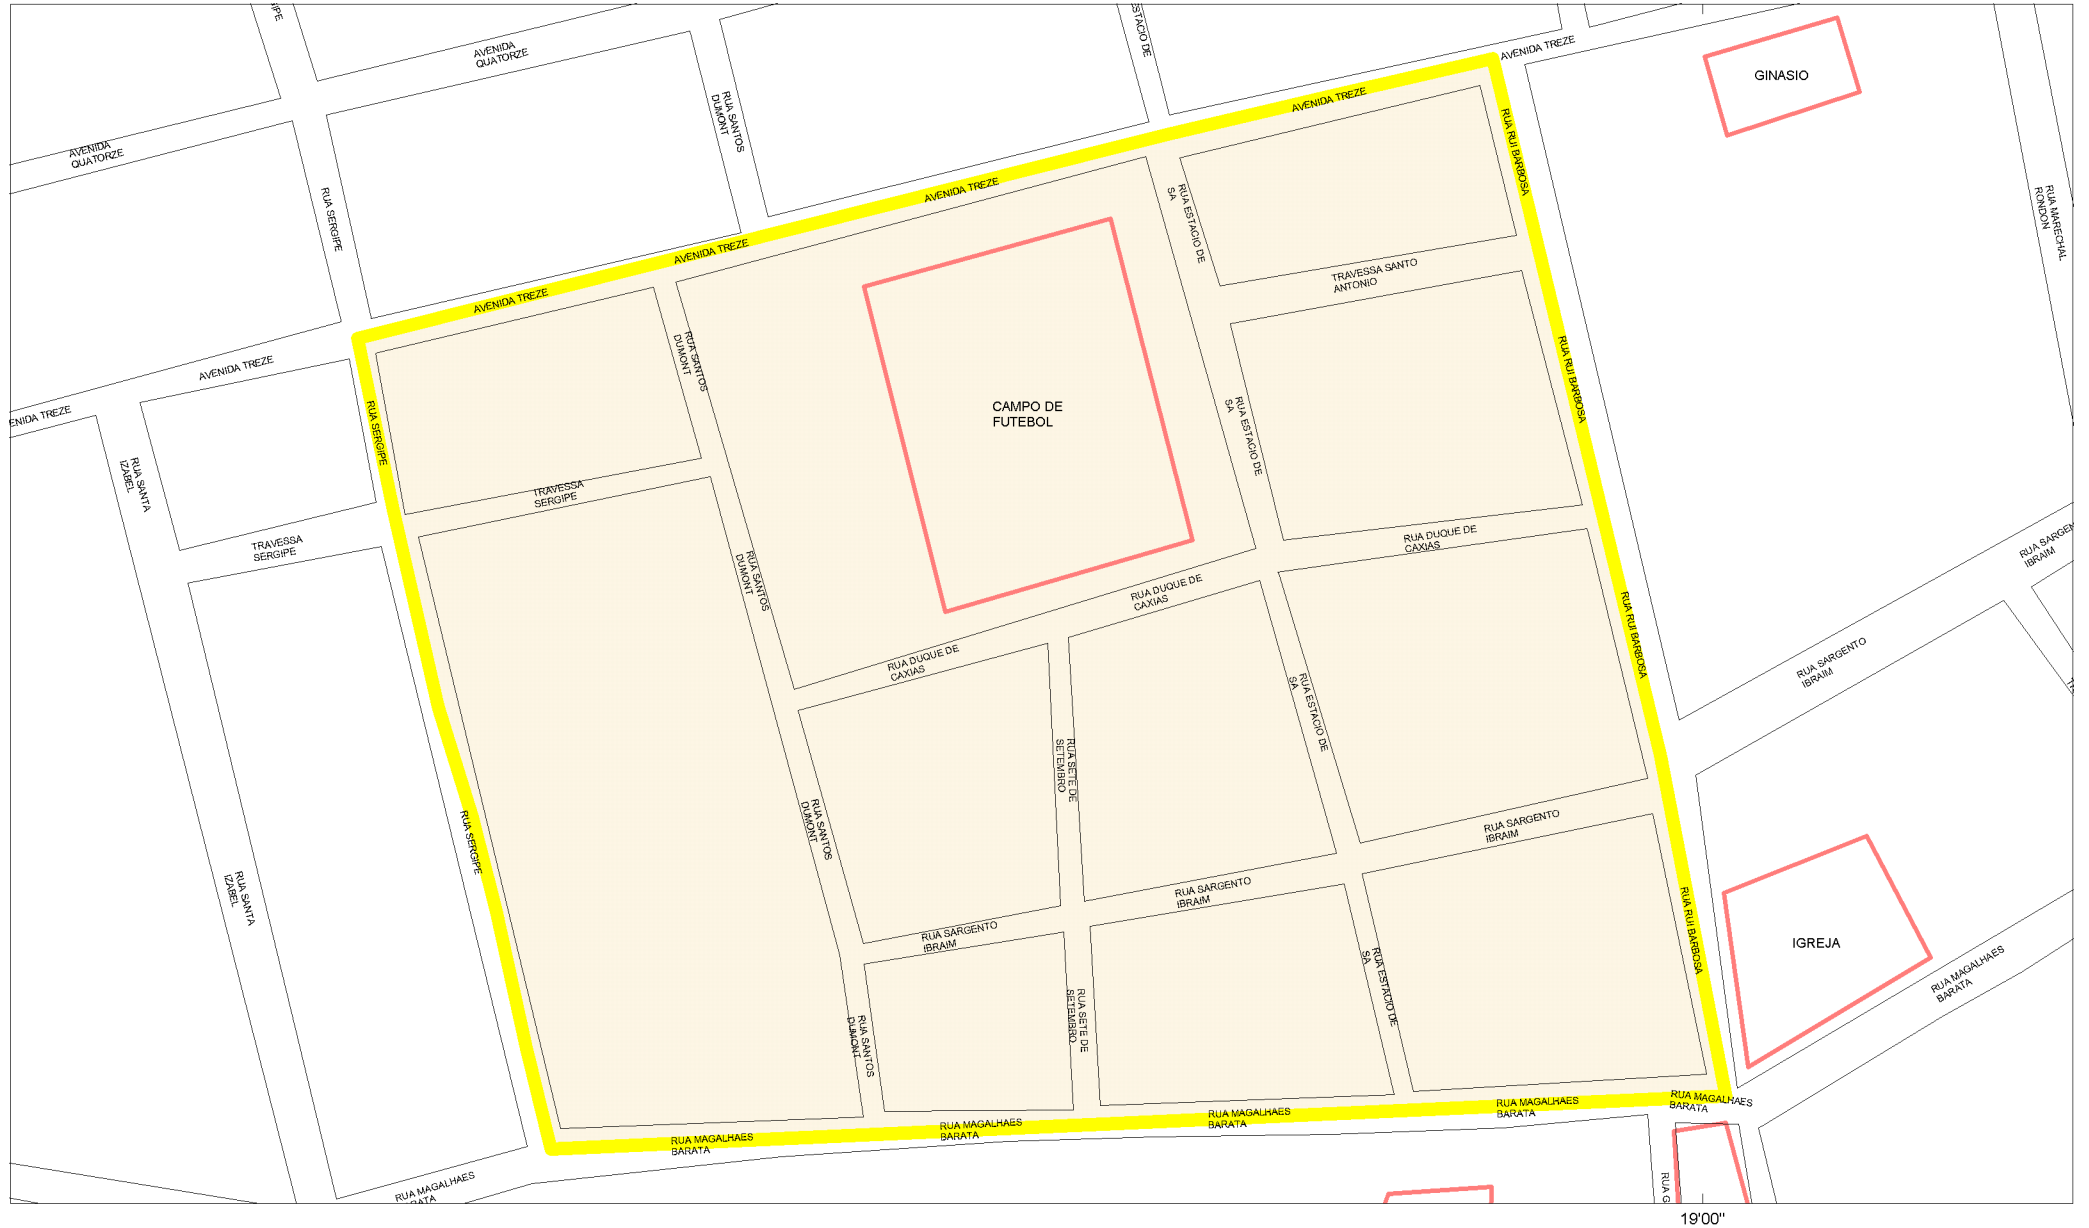 AVENIDA
QUATORZE
AVENIDA TREZE
GINASIO
AVENIDA TREZE
RUA SANTOS
DUMONT
RUA RUI BARBOSA
AVENIDA
QUATORZE
AVENIDA TREZE
RUA SERGIPE
RUA ESTACIO DE
SA
RUA MARECHAL
RONDON
AVENIDA TREZE
TRAVESSA SANTO
ANTONIO
AVENIDA TREZE
RUA SANTOS
DUMONT
RUA RUI BARBOSA
AVENIDA TREZE
CAMPO DE
FUTEBOL
RUA ESTACIO DE
SA
RUA SERGIPE
RUA SANTA
IZABEL
TRAVESSA
SERGIPE
TRAVESSA
SERGIPE
RUA DUQUE DE
CAXIAS
IBRAIM
RUA SANTOS
DUMONT
RUA DUQUE DE
CAXIAS
RUA RUI BARBOSA
RUA DUQUE DE
CAXIAS
RUA SARGENTO
IBRAIM
RUA ESTACIO DE
SA
RUA SETE DE
SETEMBRO
RUA SANTOS
DUMONT
RUA SERGIPE
RUA SARGENTO
IBRAIM
RUA SANTA
IZABEL
RUA SARGENTO
IBRAIM
RUA SARGENTO
IBRAIM
RUA RUI BARBOSA
IGREJA
RUA ESTACIO DE
SA
RUA MAGALHAES
BARATA
RUA SANTOS
DUMONT
RUA SETE DE
SETEMBRO
RUA MAGALHAES
BARATA
RUA MAGALHAES
BARATA
RUA MAGALHAES
BARATA
RUA MAGALHAES
BARATA
RUA MAGALHAES
BARATA
RUA MAGALHAES
19'00"